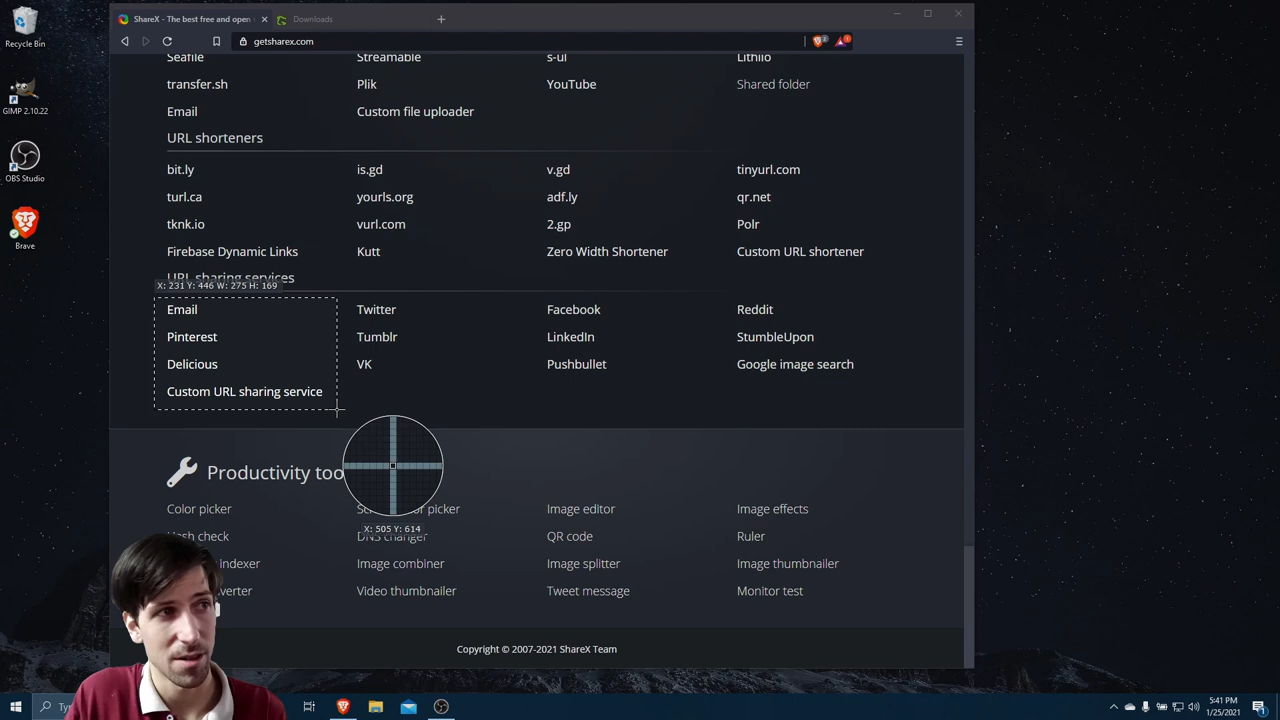 Recycle Bin
GIMP 2.10.22
OBS Studio
Brave
ShareX - The best free and open
Downloads
getsharex.com
Seafile Streamable s-ul Lithiio
transfer.sh Plik YouTube Shared folder
Email Custom file uploader
URL shorteners
bit.ly is.gd v.gd tinyurl.com
turl.ca yourls.org adf.ly qr.net
tknk.io vurl.com 2.gp Polr
Firebase Dynamic Links Kutt Zero Width Shortener Custom URL shortener
URL sharing services
X: 231 Y: 446 W: 275 H: 169
Email Twitter Facebook Reddit
Pinterest Tumblr LinkedIn StumbleUpon
Delicious VK Pushbullet Google image search
Custom URL sharing service
Productivity too
Color picker picker Image editor Image effects
X: 505 Y: 614
check DNS changer QR code Ruler
indexer Image combiner Image splitter Image thumbnailer
Video thumbnailer Tweet message Monitor test
Copyright © 2007-2021 ShareX Team
5:41 PM
1/25/2021